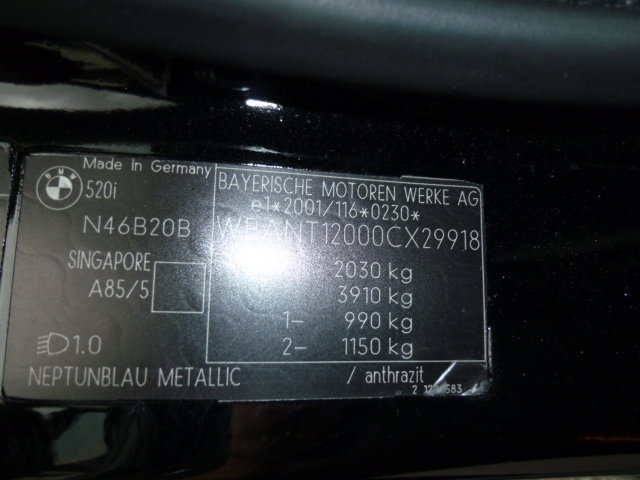 BMW
Made in Germany
520i
N46B20B
SINGAPORE
A85/5
1.0
NEPTUNBLAU METALLIC / anthrazit
BAYERISCHE MOTOREN WERKE AG
e1*2001/116*0230*
WBANT12000CX29918
2030 kg
3910 kg
1- 990 kg
2- 1150 kg